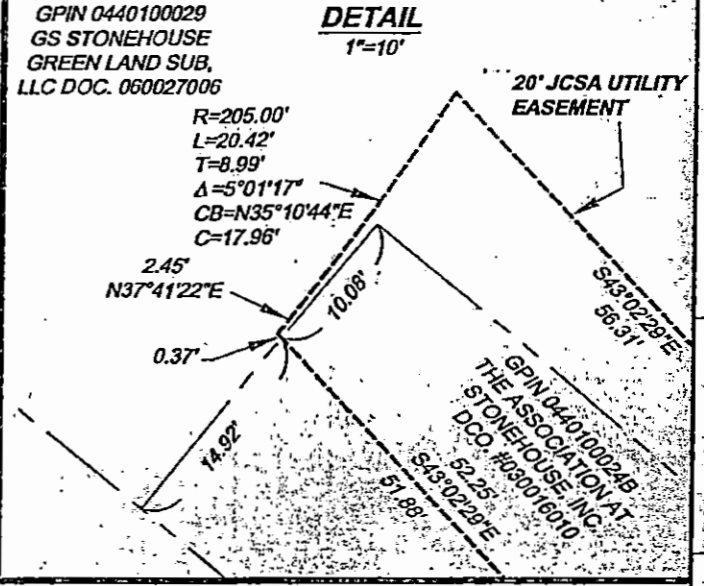 GPIN 0440100029
GS STONEHOUSE
GREEN LAND SUB,
LLC DOC. 060027006
DETAIL
1"=10'
20' JCSA UTILITY
EASEMENT
R=205.00'
L=20.42'
T=8.99'
Δ=5°01'17"
CB=N35°10'44"E
C=17.96'
2.45'
N37°41'22"E
10.08'
0.37'
14.92'
S43°02'29"E
56.31'
GPIN 0440100024B
THE ASSOCIATION AT
STONEHOUSE, INC.
DCO. #030016010
52.25'
S43°02'29"E
51.88'